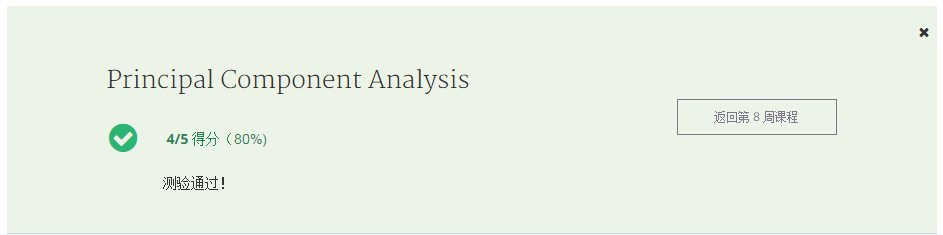 Principal Component Analysis
4/5 得分（80%)
返回第 8 周课程
测验通过！